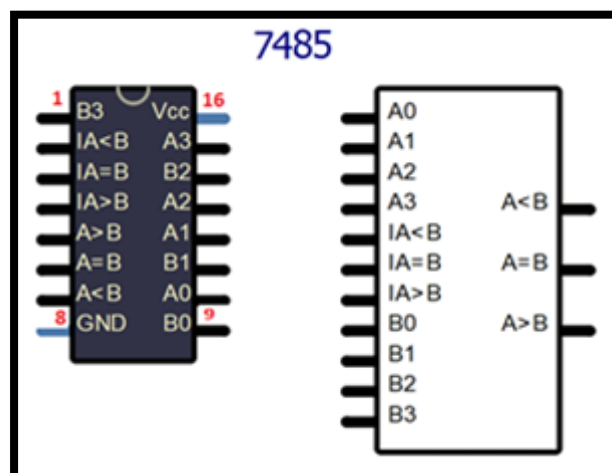 7485
1 B3 Vcc 16
IA<B A3
IA=B B2
IA>B A2
A>B A1
A=B B1
A<B A0
8 GND B0 9
A0
A1
A2
A3 A<B
IA<B
IA=B A=B
IA>B
B0 A>B
B1
B2
B3